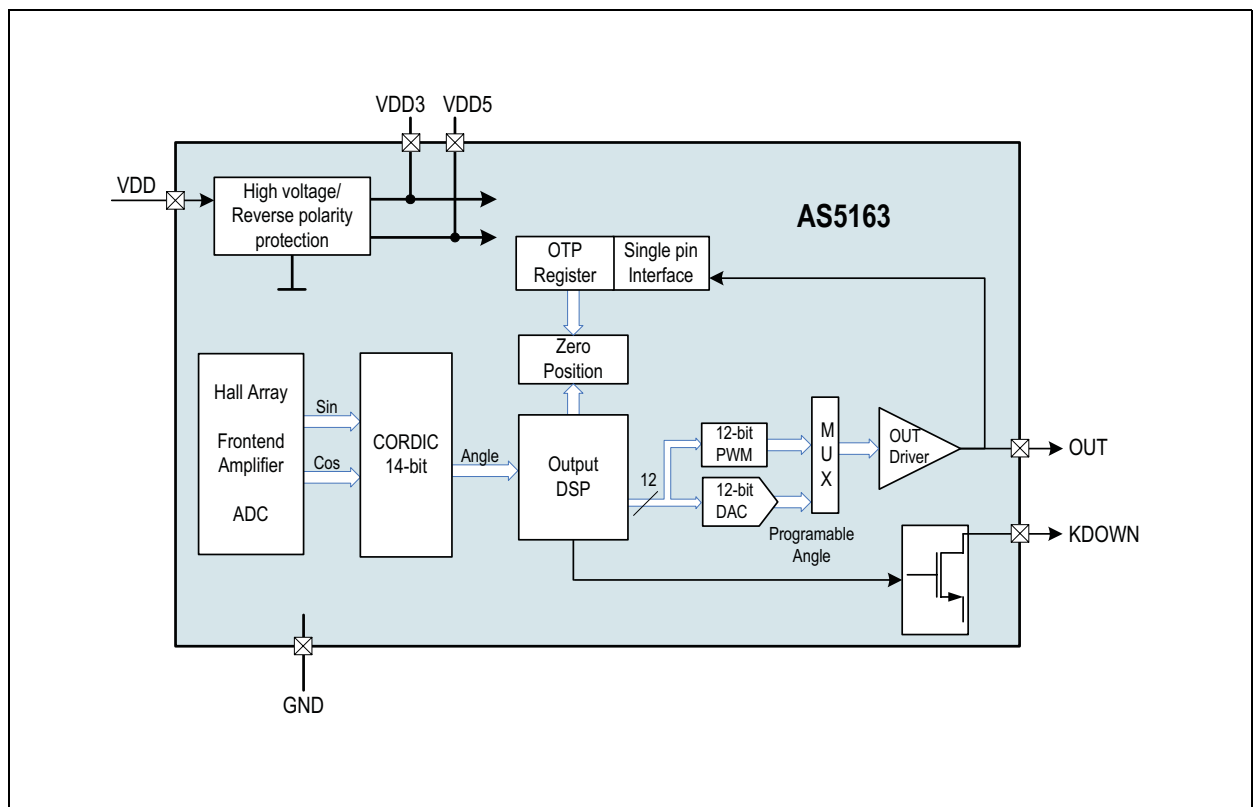 VDD3
VDD5
VDD
High voltage/
Reverse polarity
protection
AS5163
OTP
Register
Single pin
Interface
Zero
Position
Hall Array
Frontend
Amplifier
ADC
Sin
Cos
CORDIC
14-bit
Angle
Output
DSP
12
12-bit
PWM
12-bit
DAC
M
U
X
Programable
Angle
OUT
Driver
OUT
KDOWN
GND